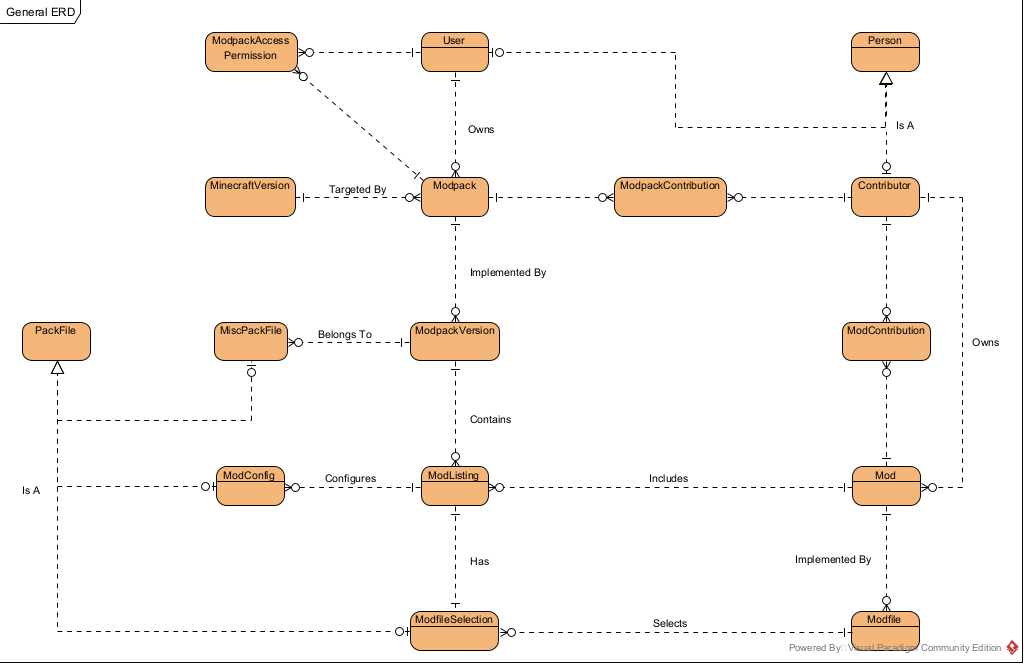 General ERD
ModpackAccess
Permission
User
Person
Owns
Is A
MinecraftVersion
Targeted By
Modpack
ModpackContribution
Contributor
Implemented By
PackFile
MiscPackFile
Belongs To
ModpackVersion
ModContribution
Owns
Contains
Is A
ModConfig
Configures
ModListing
Includes
Mod
Has
Implemented By
ModfileSelection
Selects
Modfile
Powered By Visual Paradigm Community Edition